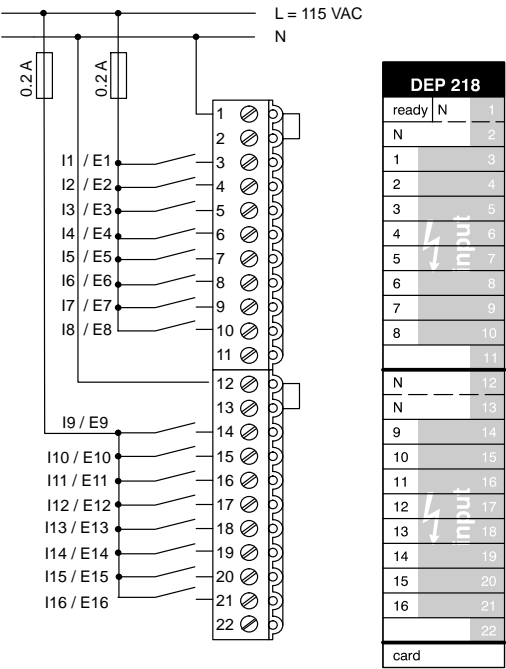 L = 115 VAC
N
0.2 A
0.2 A
1
2
I1 / E1 3
I2 / E2 4
I3 / E3 5
I4 / E4 6
I5 / E5 7
I6 / E6 8
I7 / E7 9
I8 / E8 10
11
12
13
I9 / E9 14
I10 / E10 15
I11 / E11 16
I12 / E12 17
I13 / E13 18
I14 / E14 19
I15 / E15 20
I16 / E16 21
22
DEP 218
ready N 1
N 2
1 3
2 4
3 5
4 6
5 7
6 8
7 9
8 10
input
11
N 12
N 13
9 14
10 15
11 16
12 17
13 18
14 19
15 20
16 21
input
22
card